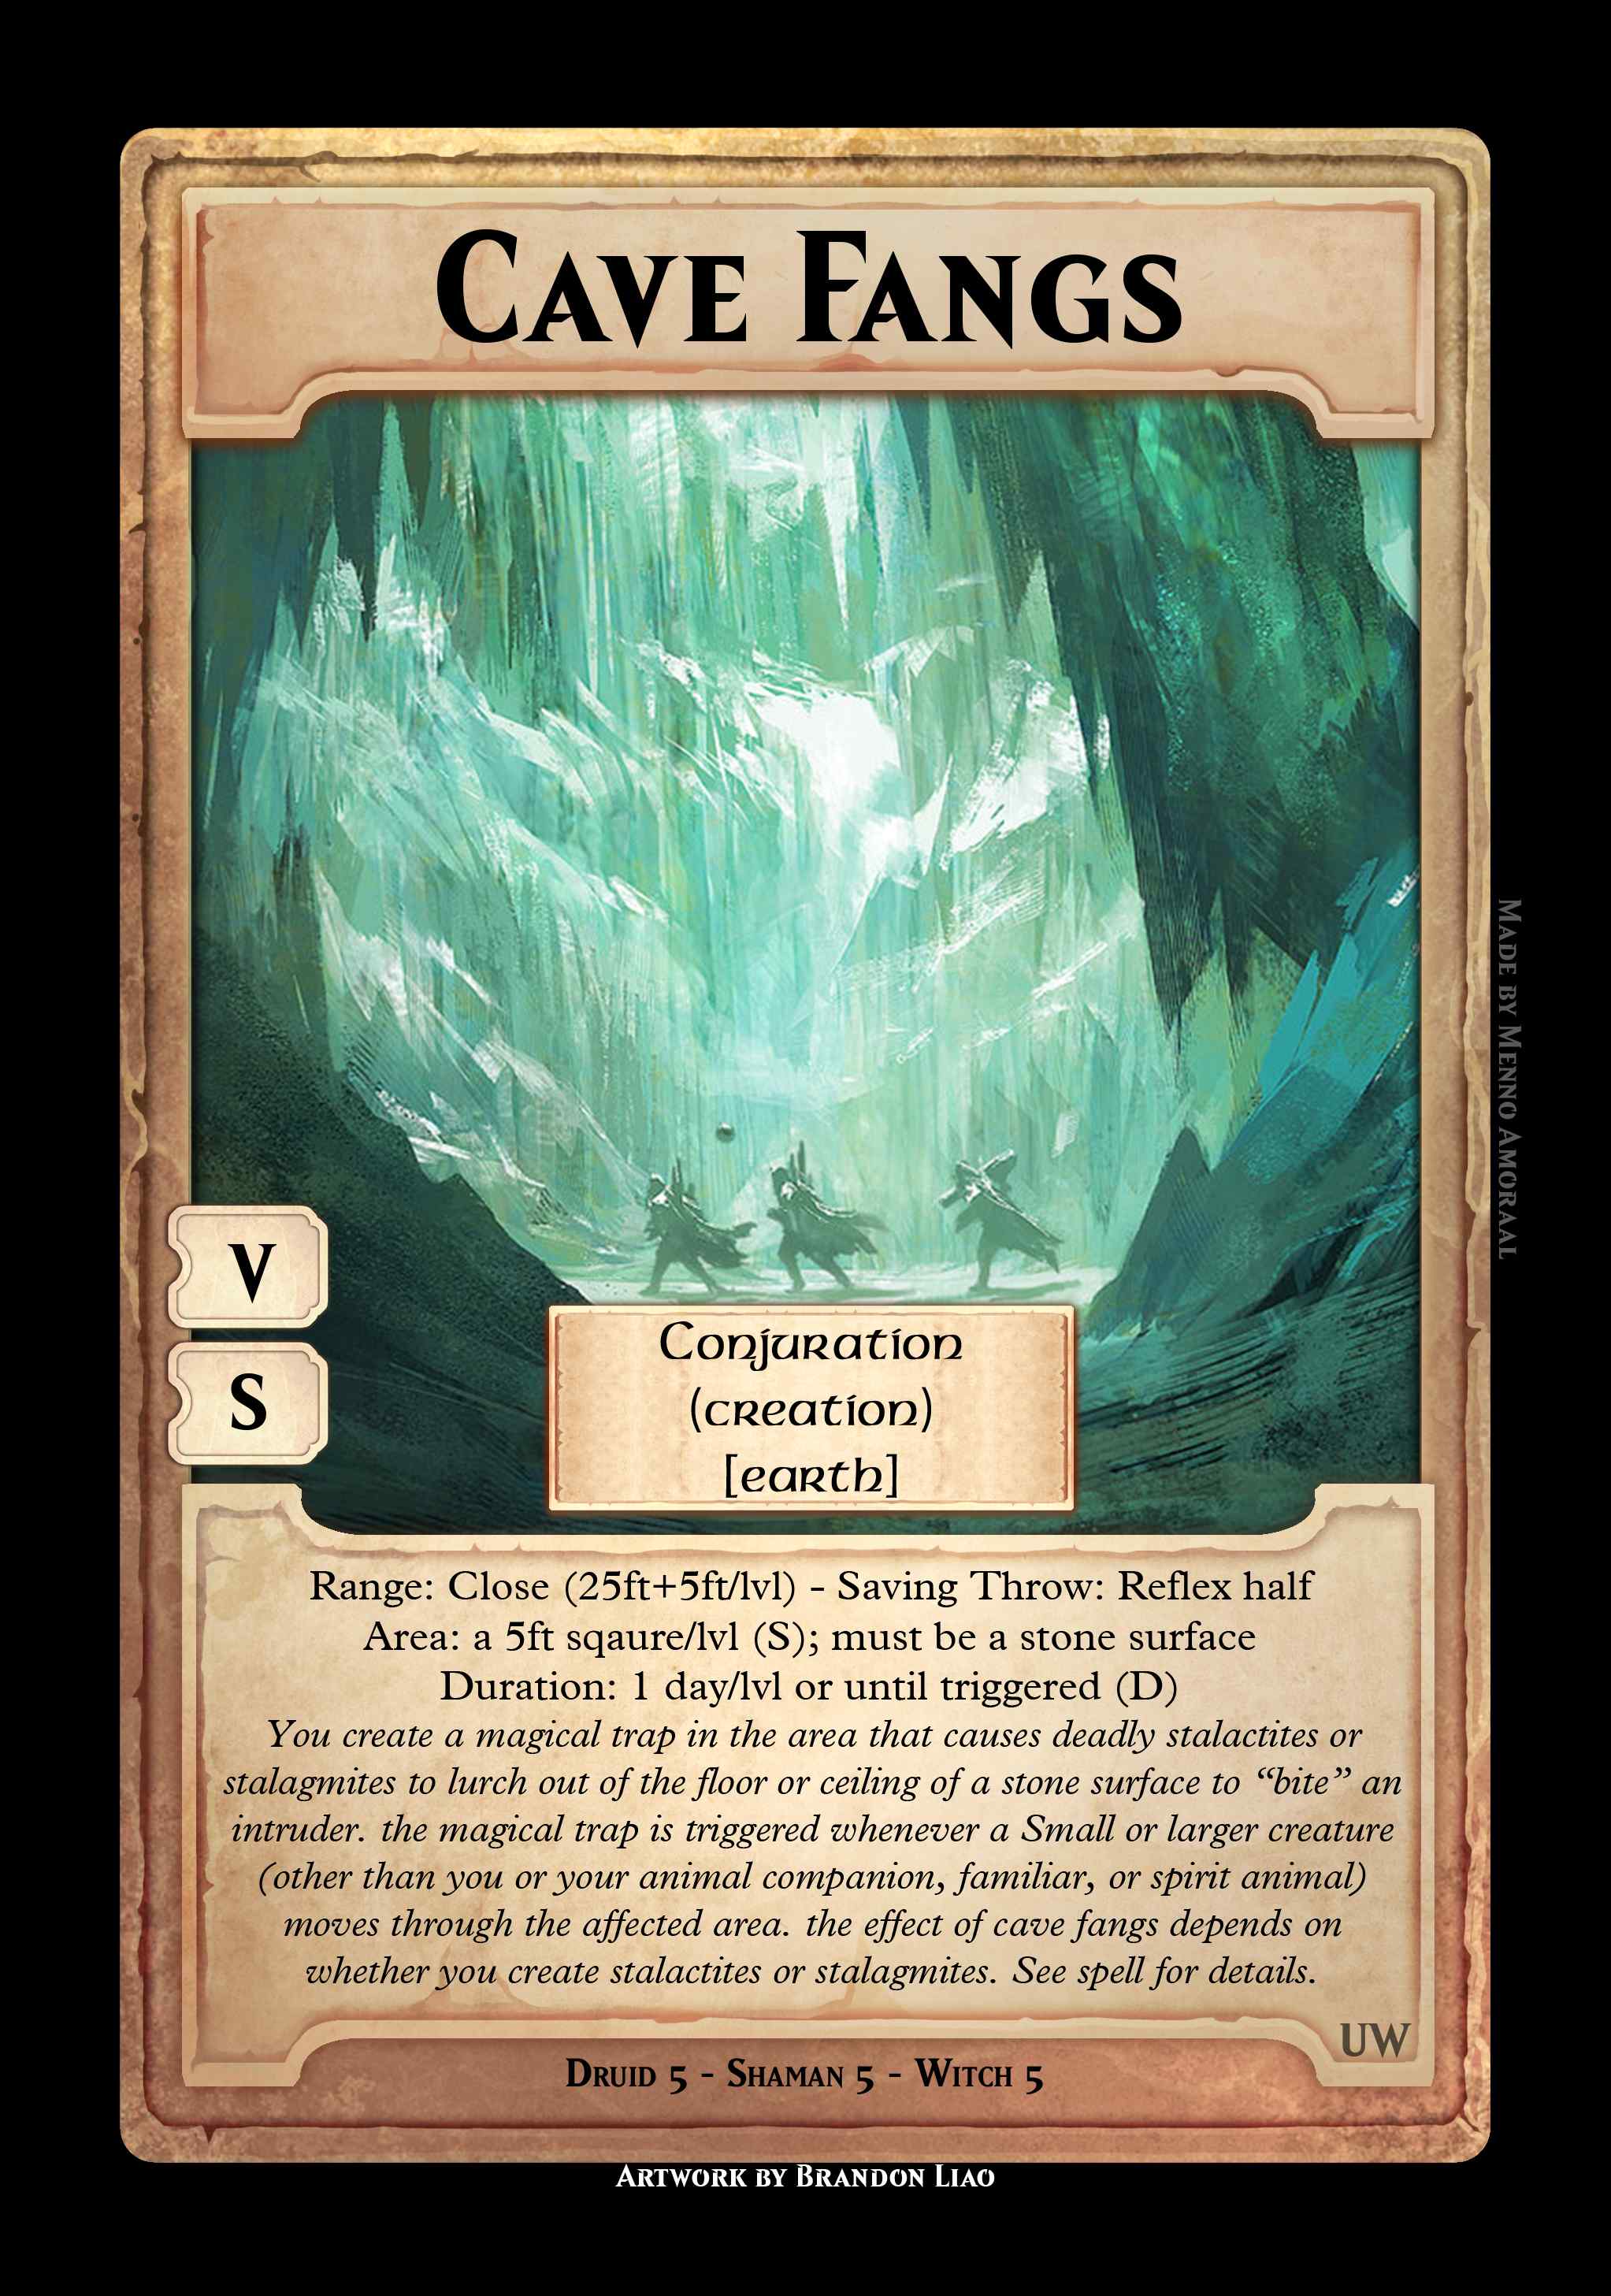 Cave Fangs
Made by Menno Amoraal
V
S
Conjuration
(creation)
[earth]
Range: Close (25ft+5ft/lvl) - Saving Throw: Reflex half
Area: a 5ft sqaure/lvl (S); must be a stone surface
Duration: 1 day/lvl or until triggered (D)
You create a magical trap in the area that causes deadly stalactites or
stalagmites to lurch out of the floor or ceiling of a stone surface to “bite” an
intruder. the magical trap is triggered whenever a Small or larger creature
(other than you or your animal companion, familiar, or spirit animal)
moves through the affected area. the effect of cave fangs depends on
whether you create stalactites or stalagmites. See spell for details.
UW
Druid 5 - Shaman 5 - Witch 5
Artwork by Brandon Liao